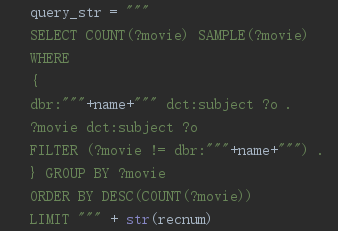 query_str = """
SELECT COUNT(?movie) SAMPLE(?movie)
WHERE
{
dbr:"""+name+""" dct:subject ?o .
?movie dct:subject ?o
FILTER (?movie != dbr:"""+name+""") .
} GROUP BY ?movie
ORDER BY DESC(COUNT(?movie))
LIMIT """ + str(recnum)